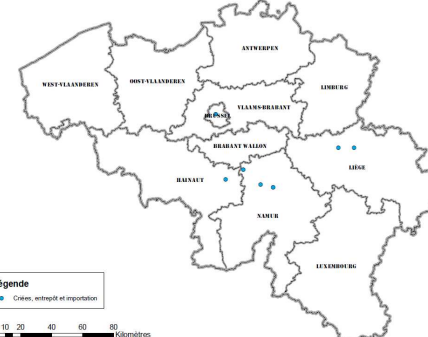 ANTWERPEN
WEST-VLAANDEREN
OOST-VLAANDEREN
LIMBURG
VLAAMS-BRABANT
BRUSSEL
BRABANT WALLON
LIÈGE
HAINAUT
NAMUR
LUXEMBOURG
égende
Criées, entrepôt et importation
10 20 40 60 80
Kilomètres